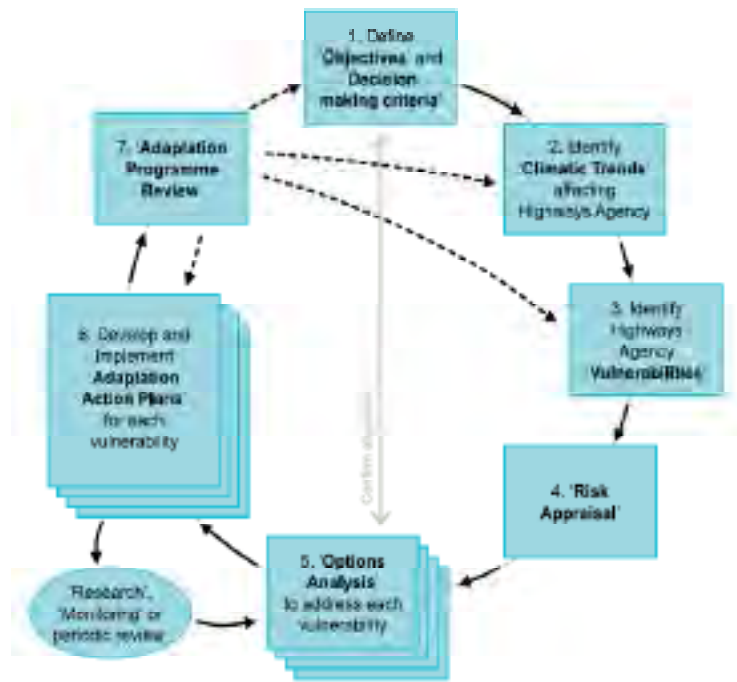 1. Define
'Objectives' and
Decision
making criteria'
7. 'Adaptation
Programme
Review
2. Identify
'Climatic Trends'
affecting
Highways Agency
3. Identify
Highways
Agency
'Vulnerabilities'
6. Develop and
implement
'Adaptation
Action Plans'
for each
vulnerability
4. 'Risk
Appraisal'
5. 'Options
Analysis'
to address each
vulnerability
'Research',
'Monitoring' or
periodic review
Confirm